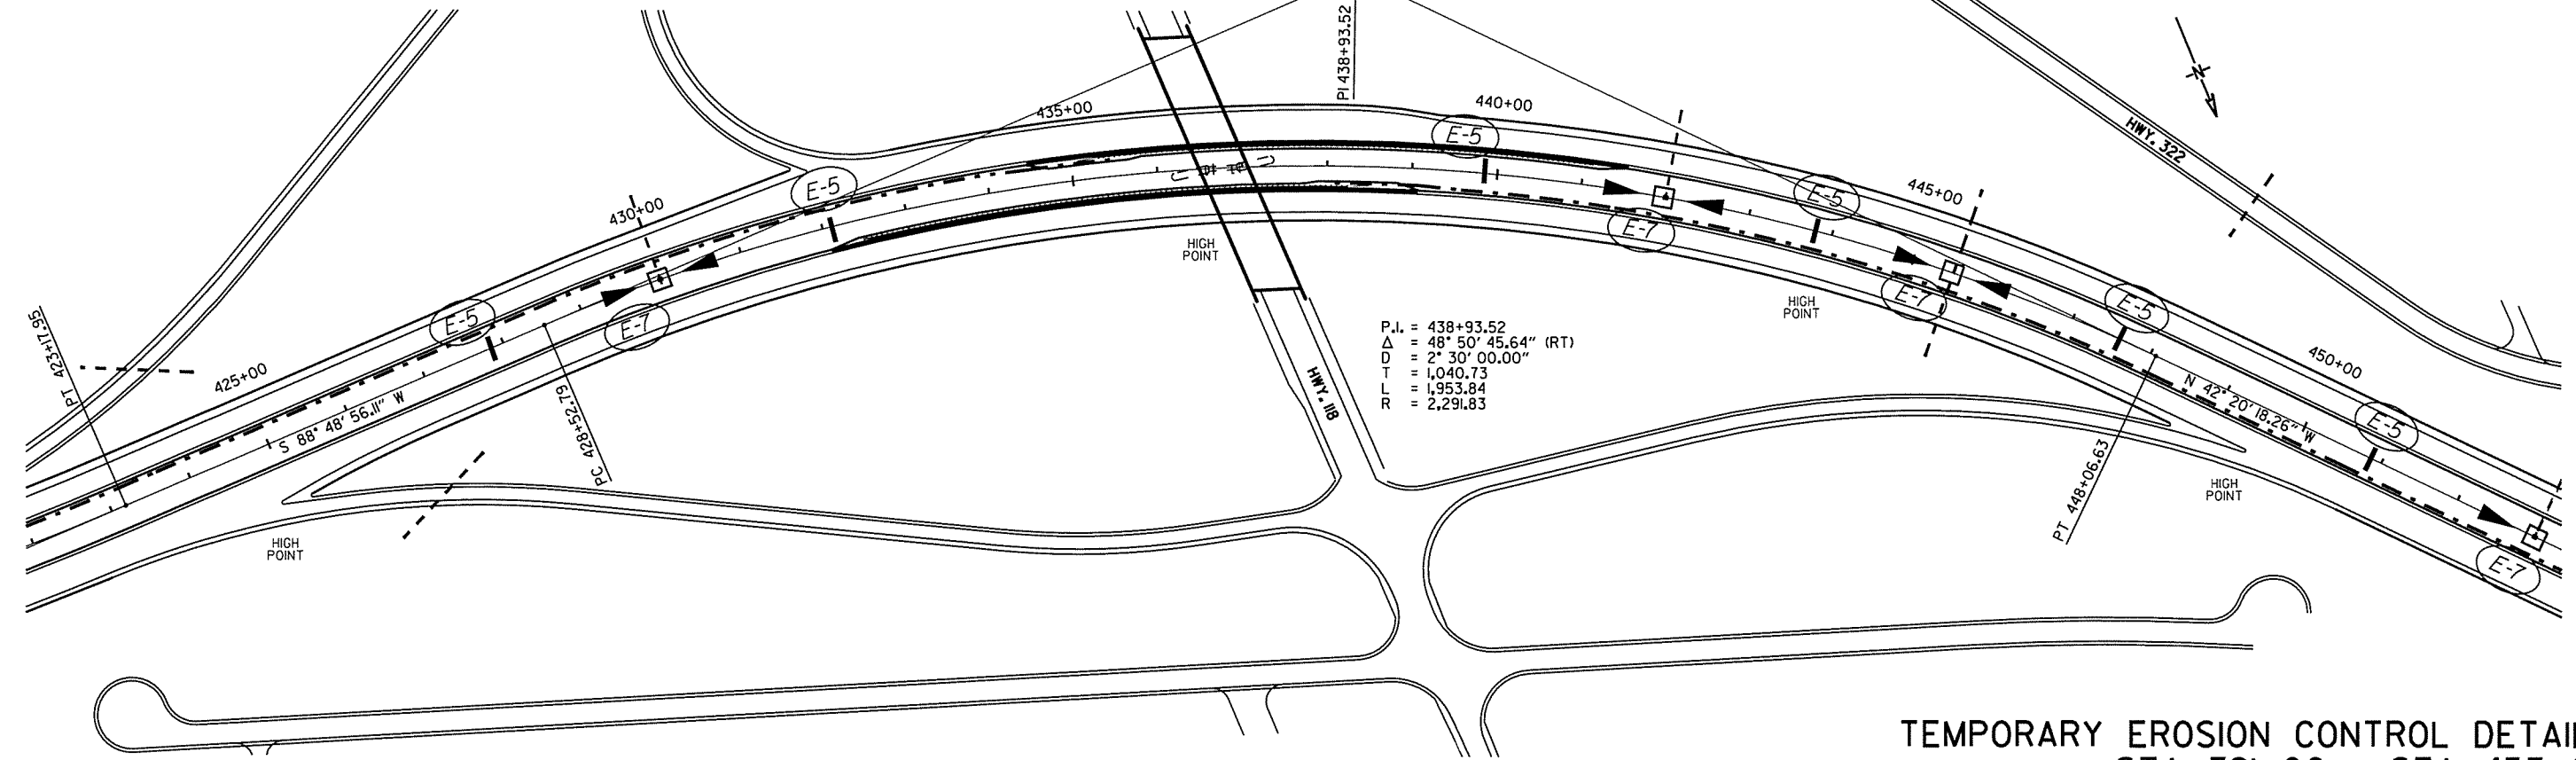 PI 438+93.52
435+00
440+00
HWY. 322
E-5
E-5
E-5
445+00
430+00
E-7
HIGH
POINT
E-7
E-5
HIGH
POINT
E-5
E-7
PT 423+17.95
425+00
P.I. = 438+93.52
Δ = 48° 50' 45.64" (RT)
D = 2° 30' 00.00"
T = 1,040.73
L = 1,953.84
R = 2,291.83
450+00
S 88° 48' 56.11" W
PC 428+52.79
HWY. 118
N 42° 20' 18.26" W
E-5
PT 448+06.63
HIGH
POINT
HIGH
POINT
E-7
N
TEMPORARY EROSION CONTROL DETAI